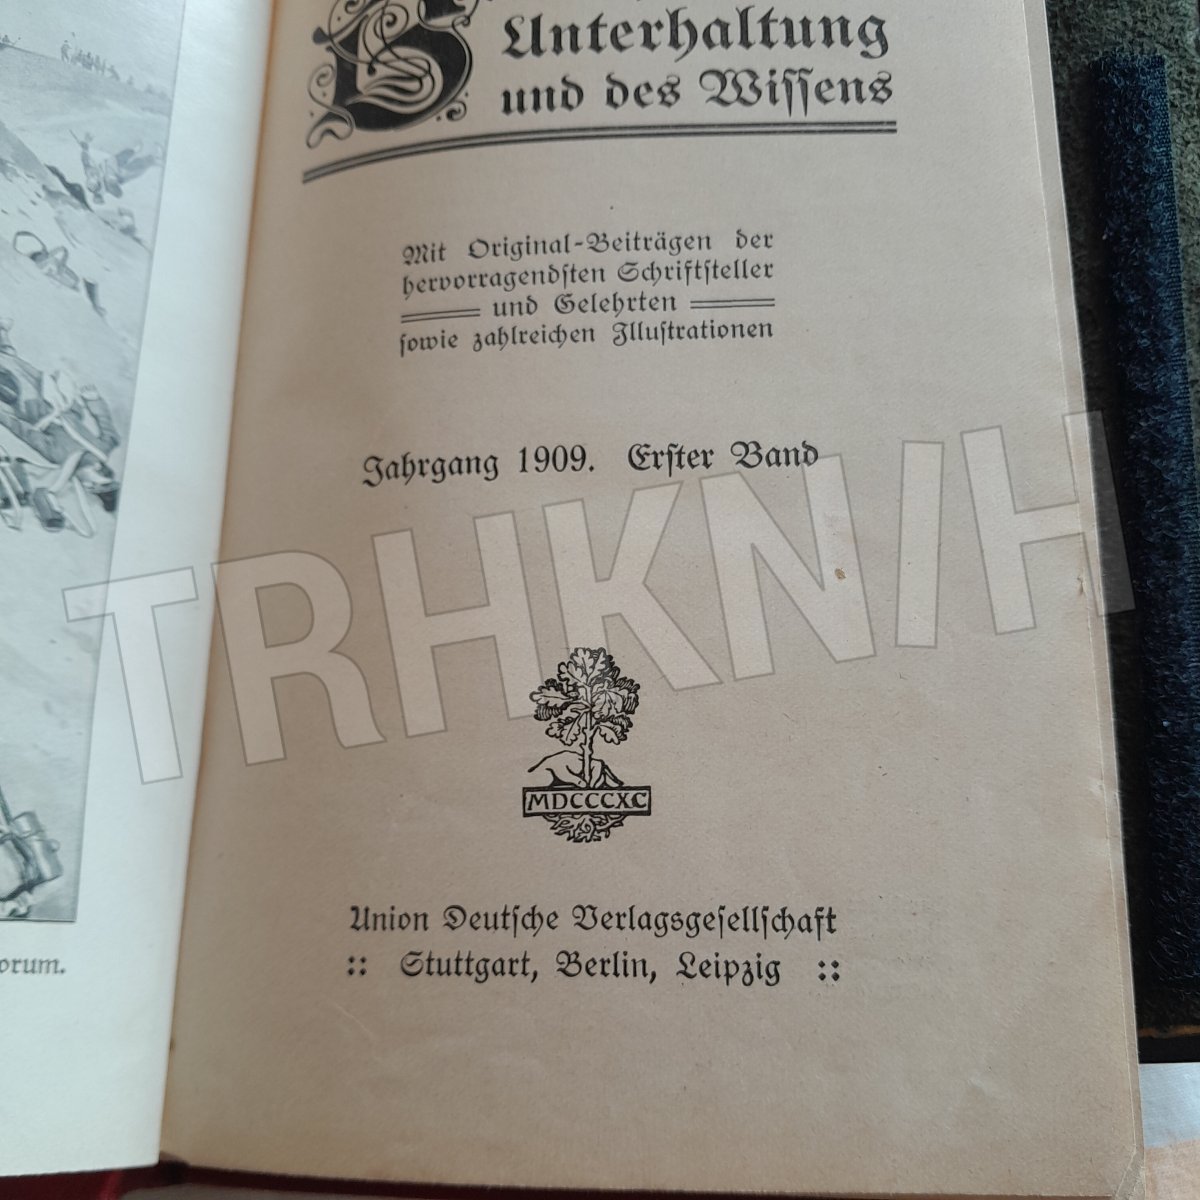 Unterhaltung
und des Wissens
Mit Original-Beiträgen der
hervorragendsten Schriftsteller
und Gelehrten
sowie zahlreichen Illustrationen
Jahrgang 1909. Erster Band
TRHKNIH
MDCCCXC
Union Deutsche Verlagsgesellschaft
:: Stuttgart, Berlin, Leipzig ::
orum.